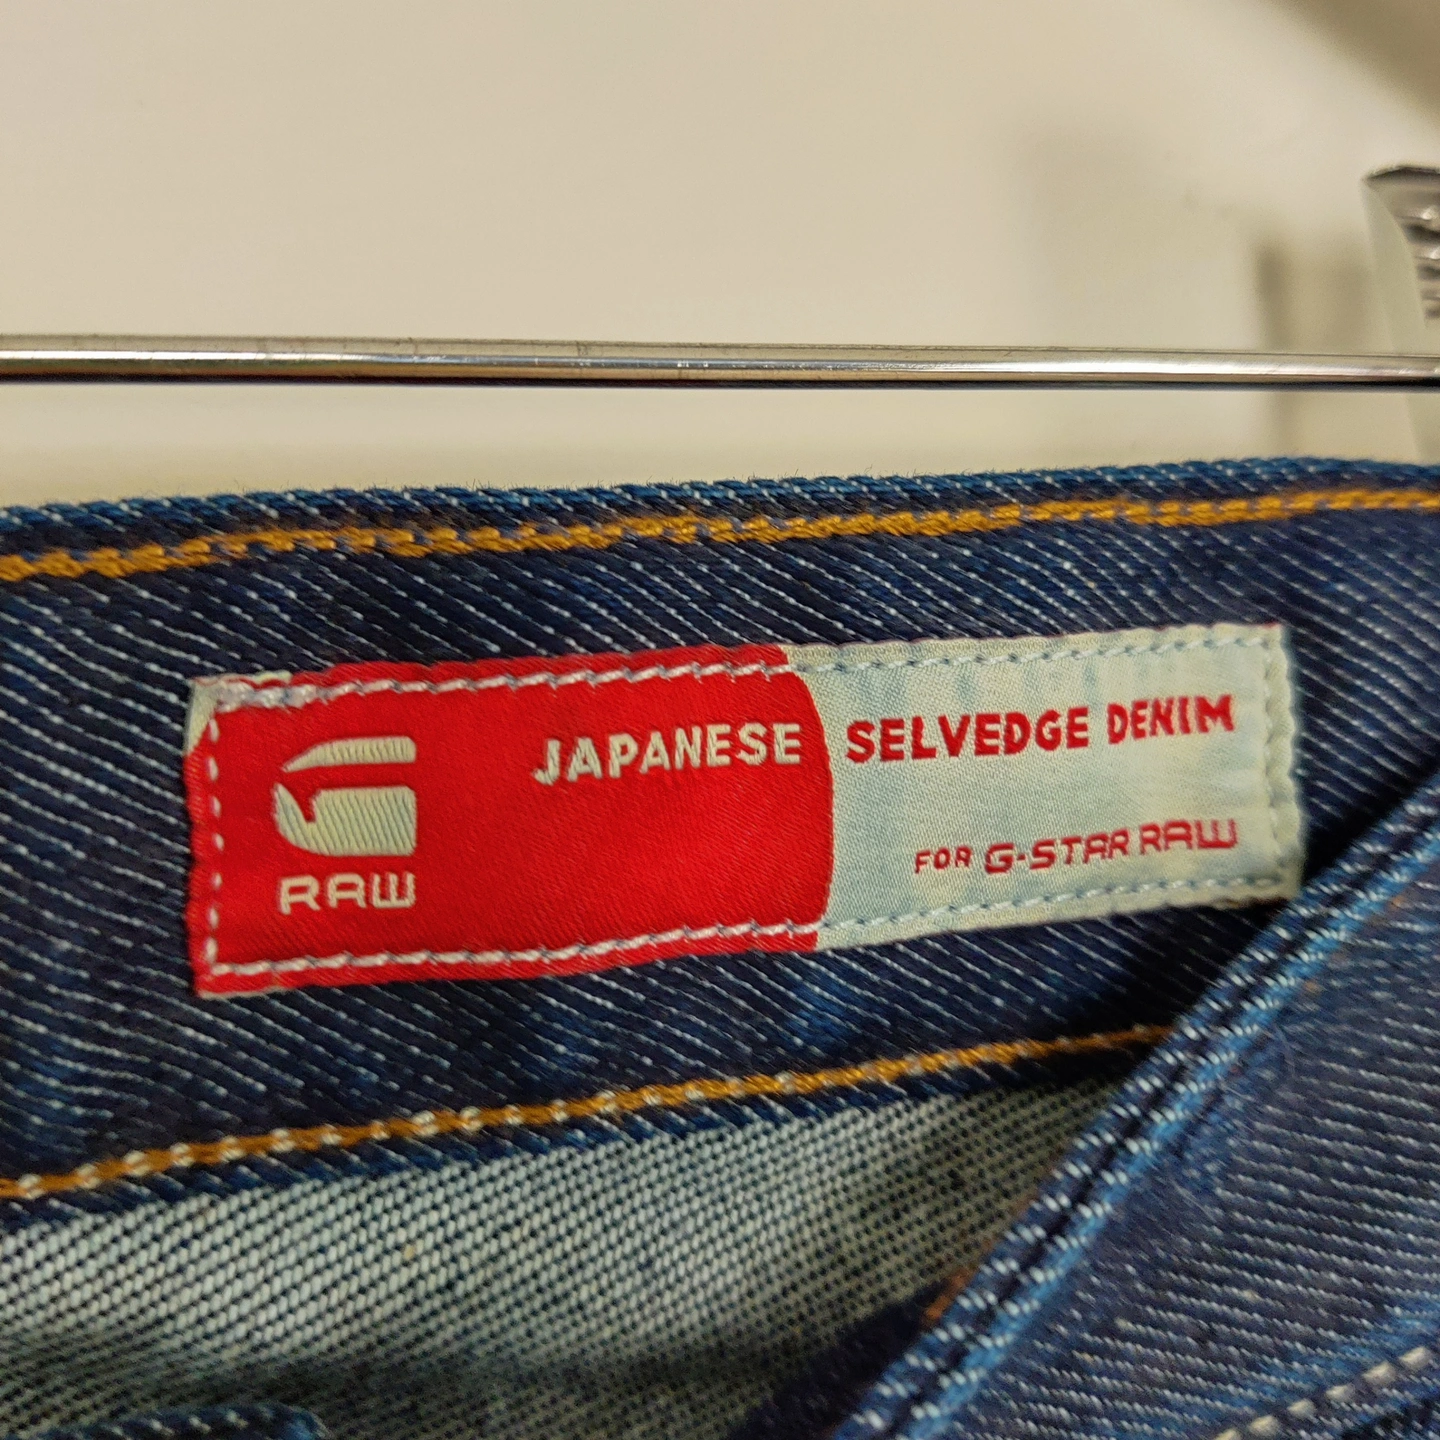 JAPANESE SELVEDGE DENIM
RAW
FOR G-STAR RAW